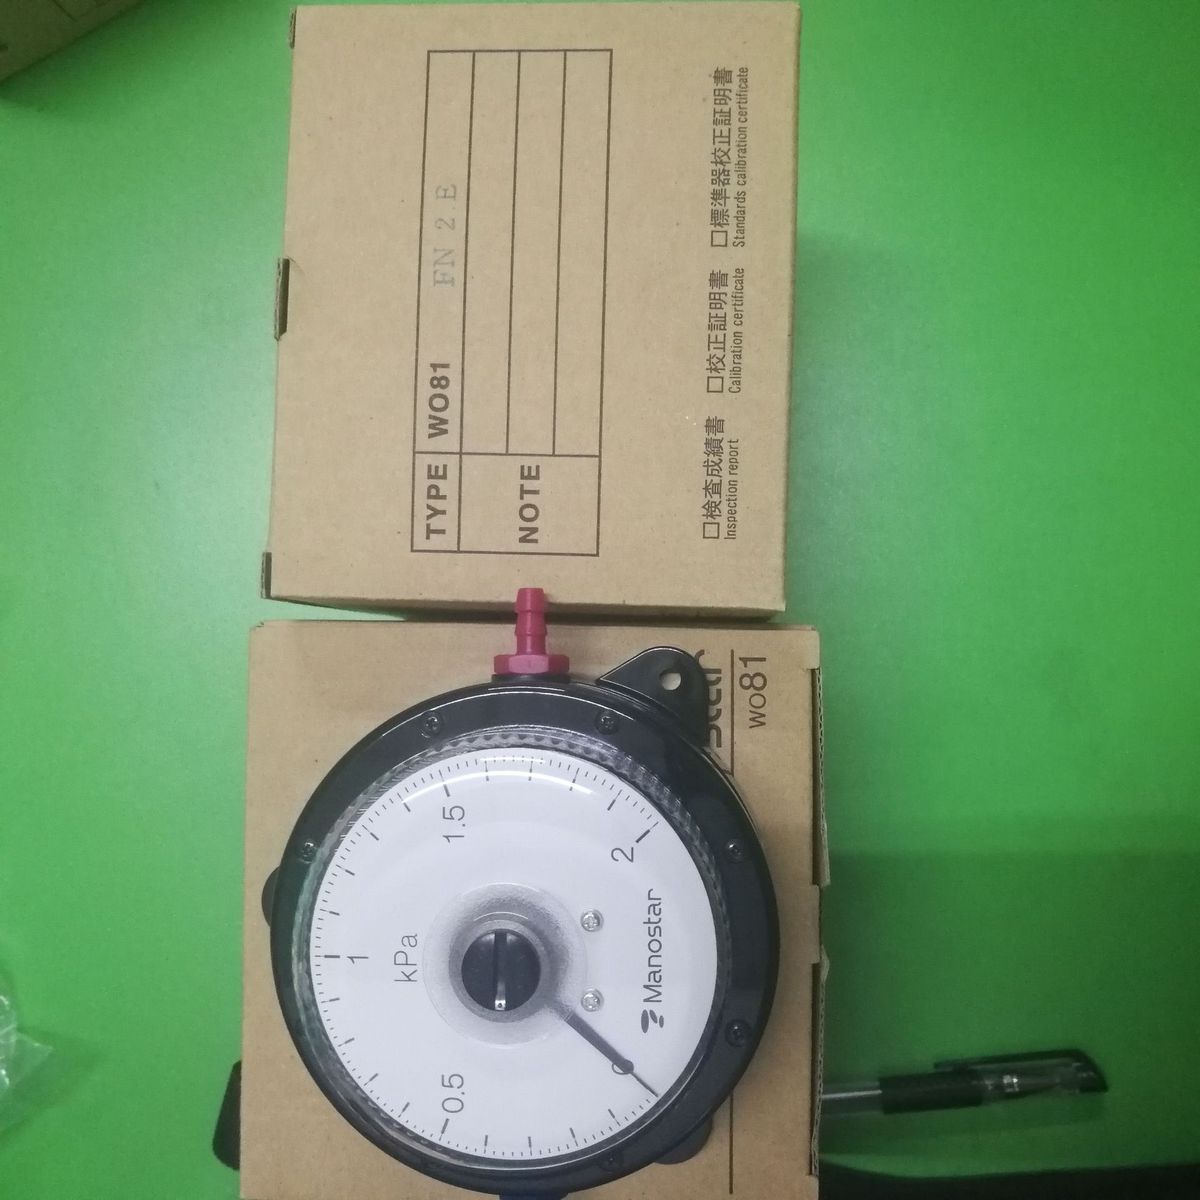 TYPE WO81 FN 2 E
NOTE
□検査成績書 □校正証明書 □標準器校正証明書
Inspection report Calibration certificate Standards calibration certificate
WO81
0 0.5 1 1.5 2
kPa
Manostar